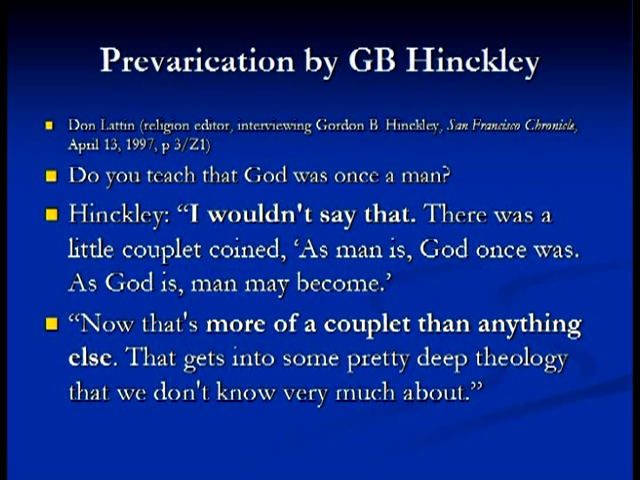 Prevarication by GB Hinckley
Don Lattin (religion editor, interviewing Gordon B. Hinckley, San Francisco Chronicle,
April 13, 1997, p 3/Z1)
Do you teach that God was once a man?
Hinckley: “I wouldn't say that. There was a
little couplet coined, ‘As man is, God once was.
As God is, man may become.’
“Now that's more of a couplet than anything
else. That gets into some pretty deep theology
that we don't know very much about.”